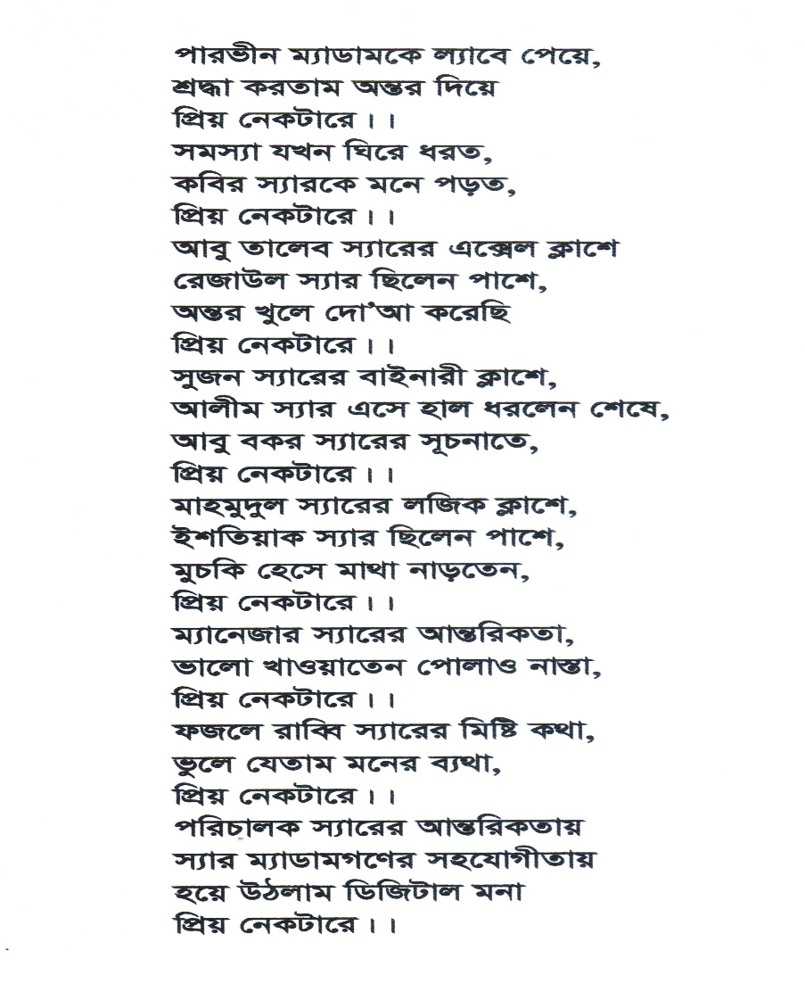 পারভীন ম্যাডামকে ল্যাবে পেয়ে,
শ্রদ্ধা করতাম অন্তর দিয়ে
প্রিয় নেকটারে।।
সমস্যা যখন ঘিরে ধরত,
কবির স্যারকে মনে পড়ত,
প্রিয় নেকটারে।।
আবু তালেব স্যারের এক্সেল ক্লাশে
রেজাউল স্যার ছিলেন পাশে,
অন্তর খুলে দো'আ করেছি
প্রিয় নেকটারে।।
সুজন স্যারের বাইনারী ক্লাশে,
আলীম স্যার এসে হাল ধরলেন শেষে,
আবু বকর স্যারের সূচনাতে,
প্রিয় নেকটারে।।
মাহমুদুল স্যারের লজিক ক্লাশে,
ইশতিয়াক স্যার ছিলেন পাশে,
মুচকি হেসে মাথা নাড়তেন,
প্রিয় নেকটারে।।
ম্যানেজার স্যারের আন্তরিকতা,
ভালো খাওয়াতেন পোলাও নাস্তা,
প্রিয় নেকটারে।।
ফজলে রাব্বি স্যারের মিষ্টি কথা,
ভুলে যেতাম মনের ব্যথা,
প্রিয় নেকটারে।।
পরিচালক স্যারের আন্তরিকতায়
স্যার ম্যাডামগণের সহযোগীতায়
হয়ে উঠলাম ডিজিটাল মনা
প্রিয় নেকটারে।।